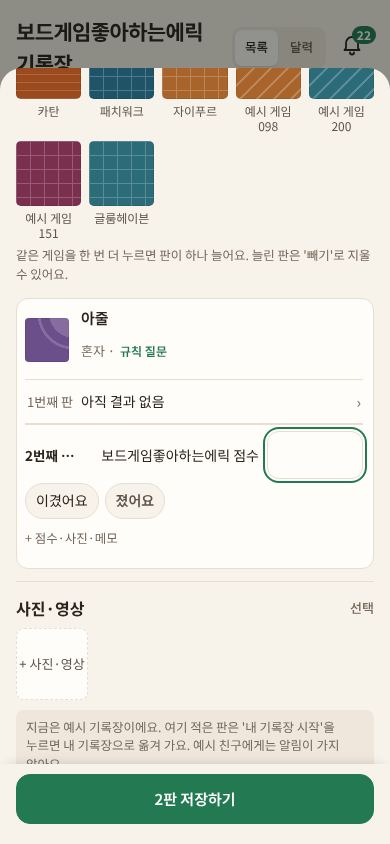 보드게임좋아하는에릭
기록장
목록
달력
22
카탄
패치워크
자이푸르
예시 게임
098
예시 게임
200
예시 게임
151
글룸헤이븐
같은 게임을 한 번 더 누르면 판이 하나 늘어요. 늘린 판은 '빼기'로 지울
수 있어요.
아줄
혼자 · 규칙 질문
1번째 판 아직 결과 없음 ›
2번째 … 보드게임좋아하는에릭 점수
이겼어요
졌어요
+ 점수·사진·메모
사진·영상
선택
+ 사진·영상
지금은 예시 기록장이에요. 여기 적은 판은 '내 기록장 시작'을
누르면 내 기록장으로 옮겨 가요. 예시 친구에게는 알림이 가지
않아요
2판 저장하기